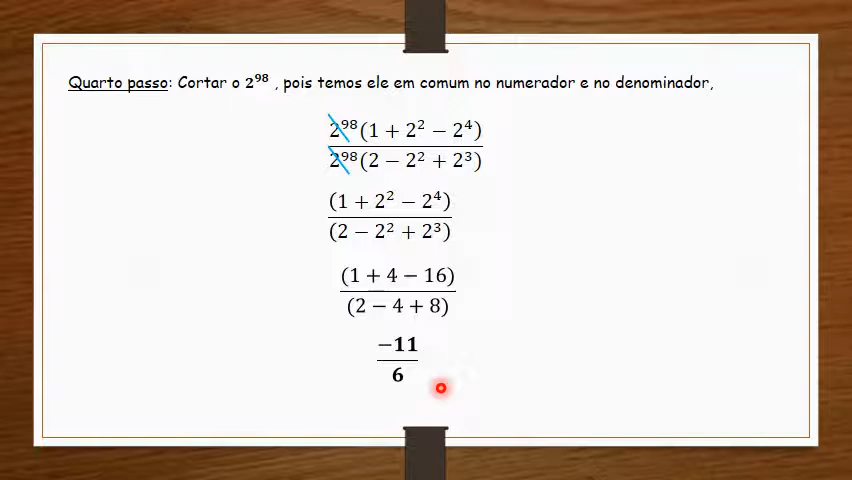 Quarto passo: Cortar o 2⁹⁸ , pois temos ele em comum no numerador e no denominador,
2⁹⁸(1 + 2² − 2⁴)
2⁹⁸(2 − 2² + 2³)
(1 + 2² − 2⁴)
(2 − 2² + 2³)
(1 + 4 − 16)
(2 − 4 + 8)
−11
6